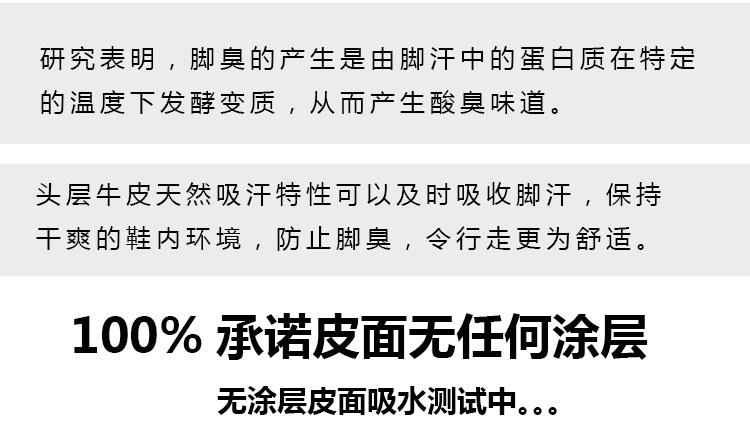 研究表明，脚臭的产生是由脚汗中的蛋白质在特定
的温度下发酵变质，从而产生酸臭味道。
头层牛皮天然吸汗特性可以及时吸收脚汗，保持
干爽的鞋内环境，防止脚臭，令行走更为舒适。
100% 承诺皮面无任何涂层
无涂层皮面吸水测试中。。。